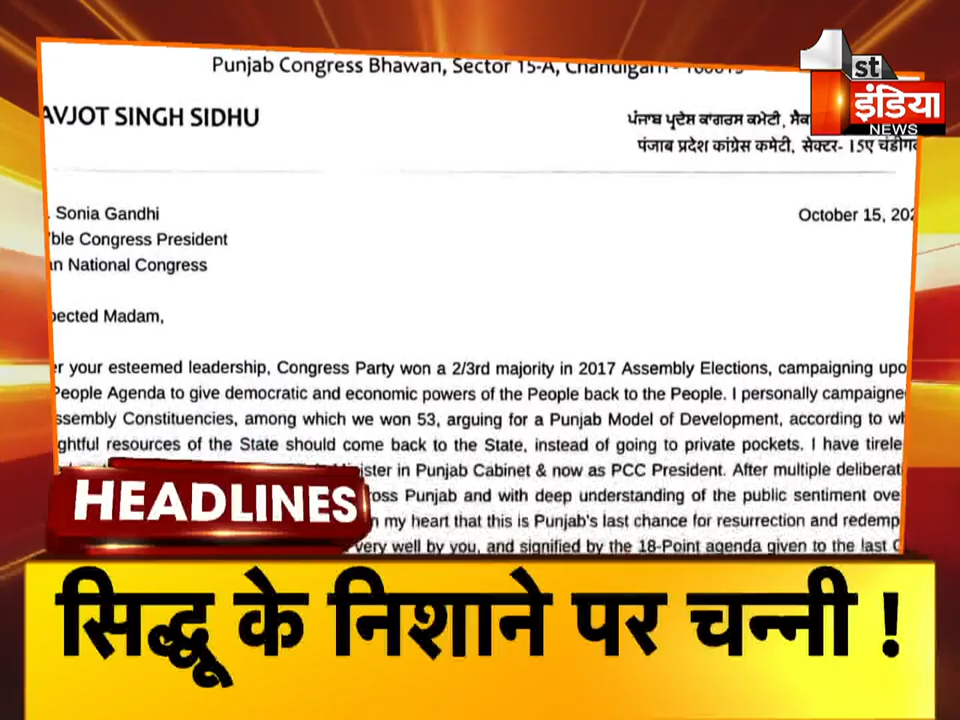 Punjab Congress Bhawan, Sector 15-A, Chandigarh -
1st
इंडिया
NEWS
AVJOT SINGH SIDHU
ਪੰਜਾਬ ਪ੍ਰਦੇਸ਼ ਕਾਂਗਰਸ ਕਮੇਟੀ,
पंजाब प्रदेश कांग्रेस कमेटी, सेक्टर- 15ए चंडीगढ़
. Sonia Gandhi
October 15, 202
'ble Congress President
an National Congress
pected Madam,
er your esteemed leadership, Congress Party won a 2/3rd majority in 2017 Assembly Elections, campaigning upo
People Agenda to give democratic and economic powers of the People back to the People. I personally campaigne
ssembly Constituencies, among which we won 53, arguing for a Punjab Model of Development, according to wh
ghtful resources of the State should come back to the State, instead of going to private pockets. I have tirele
ister in Punjab Cabinet & now as PCC President. After multiple deliberat
ross Punjab and with deep understanding of the public sentiment ove
n my heart that this is Punjab's last chance for resurrection and redemp
very well by you, and signified by the 18-Point agenda given to the last C
HEADLINES
सिद्धू के निशाने पर चन्नी !